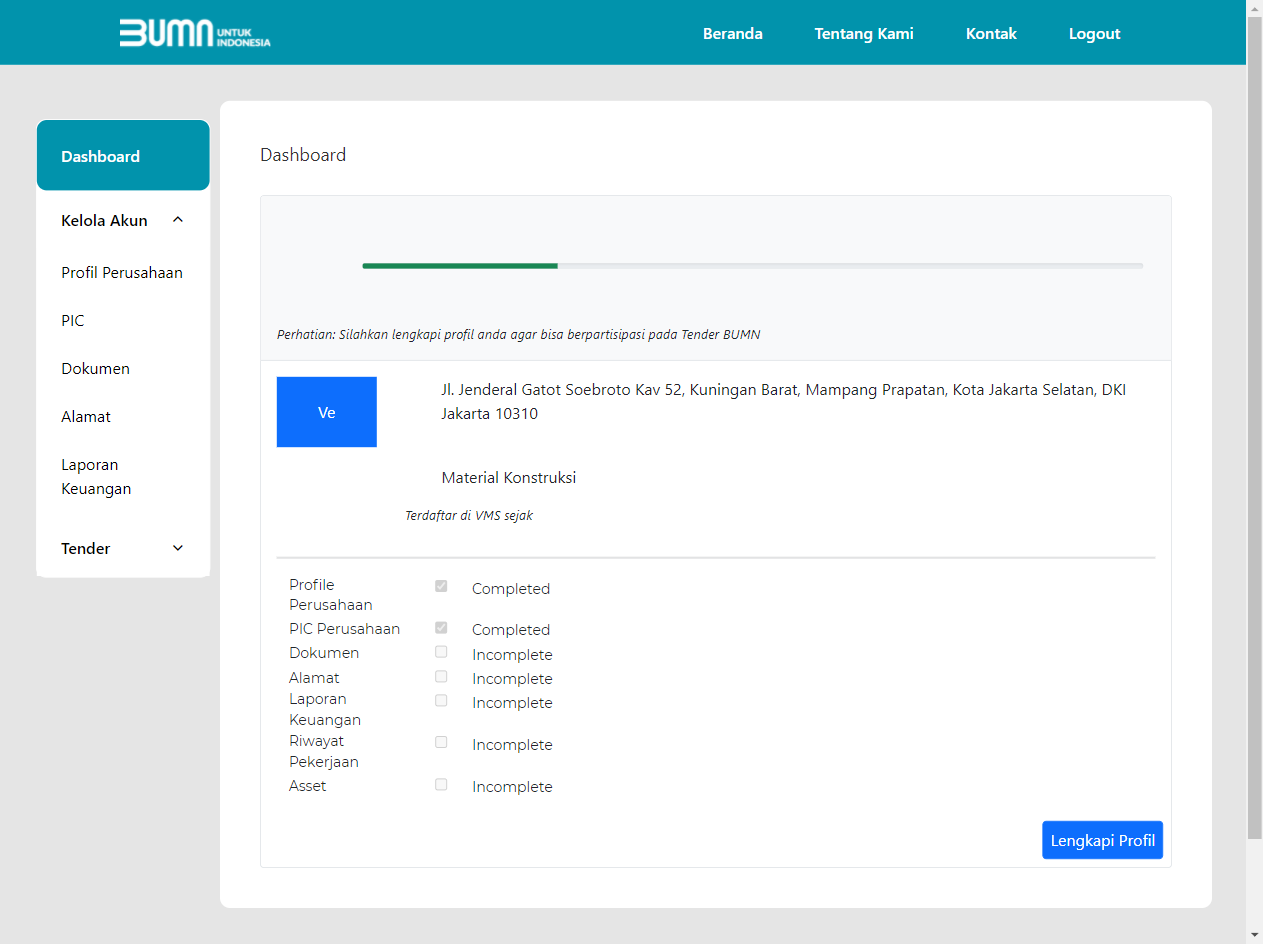 BUMN UNTUK INDONESIA
Beranda
Tentang Kami
Kontak
Logout
Dashboard
Kelola Akun
Profil Perusahaan
PIC
Dokumen
Alamat
Laporan
Keuangan
Tender
Dashboard
Perhatian: Silahkan lengkapi profil anda agar bisa berpartisipasi pada Tender BUMN
Ve
Jl. Jenderal Gatot Soebroto Kav 52, Kuningan Barat, Mampang Prapatan, Kota Jakarta Selatan, DKI
Jakarta 10310
Material Konstruksi
Terdaftar di VMS sejak
Profile
Perusahaan
Completed
PIC Perusahaan
Completed
Dokumen
Incomplete
Alamat
Incomplete
Laporan
Keuangan
Incomplete
Riwayat
Pekerjaan
Incomplete
Asset
Incomplete
Lengkapi Profil